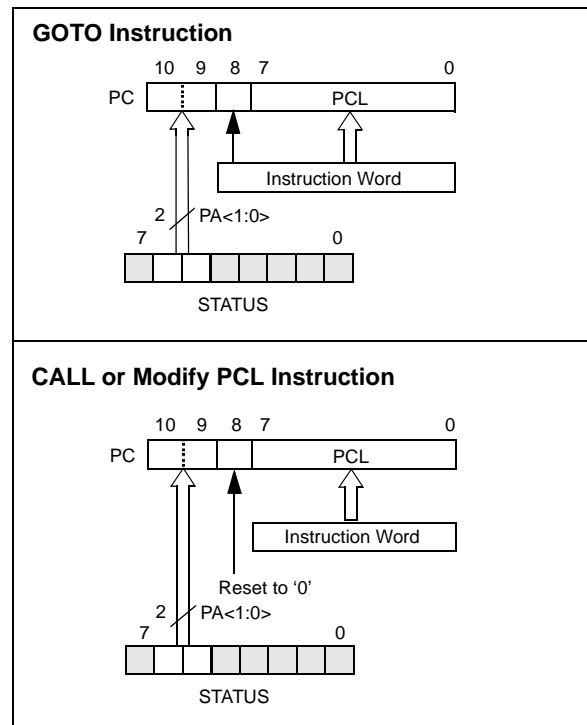 GOTO Instruction
10 9 8 7 0
PC PCL
Instruction Word
2 PA<1:0>
7 0
STATUS
CALL or Modify PCL Instruction
10 9 8 7 0
PC PCL
Instruction Word
Reset to ‘0’
2 PA<1:0>
7 0
STATUS